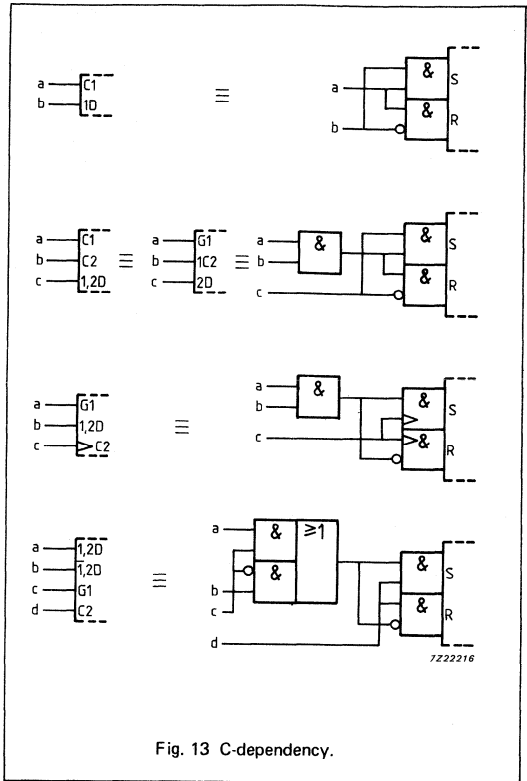 a C1
b 1D
≡
a
b
&
S
&
R
a C1
b C2
c 1,2D
≡
G1
1C2
2D
≡
a
b
c
&
&
S
&
R
a G1
b 1,2D
c C2
≡
a
b
c
&
&
S
&
R
a 1,2D
b 1̅,2D
c G1
d C2
≡
a
b
c
d
&
≥1
&
&
S
&
R
7Z22216
Fig. 13 C-dependency.